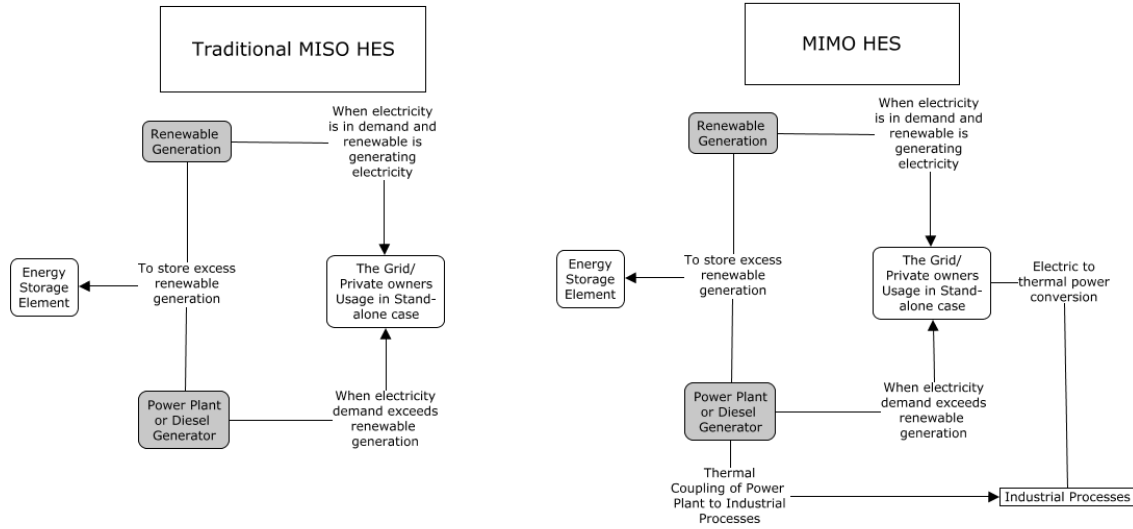 Traditional MISO HES
Renewable
Generation
When electricity
is in demand and
renewable is
generating
electricity
Energy
Storage
Element
To store excess
renewable
generation
The Grid/
Private owners
Usage in Stand-
alone case
Power Plant
or Diesel
Generator
When electricity
demand exceeds
renewable
generation
MIMO HES
Renewable
Generation
When electricity
is in demand and
renewable is
generating
electricity
Energy
Storage
Element
To store excess
renewable
generation
The Grid/
Private owners
Usage in Stand-
alone case
Electric to
thermal power
conversion
Power Plant
or Diesel
Generator
When electricity
demand exceeds
renewable
generation
Thermal
Coupling of Power
Plant to Industrial
Processes
Industrial Processes